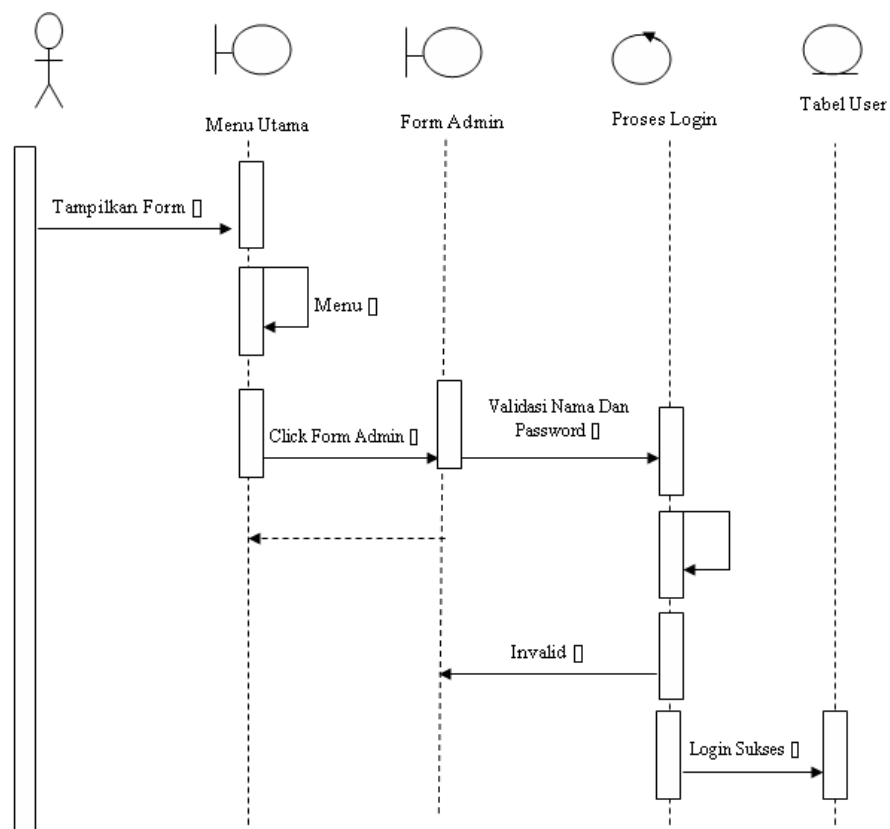 Menu Utama
Form Admin
Proses Login
Tabel User
Tampilkan Form []
Menu []
Click Form Admin []
Validasi Nama Dan
Password []
Invalid []
Login Sukses []